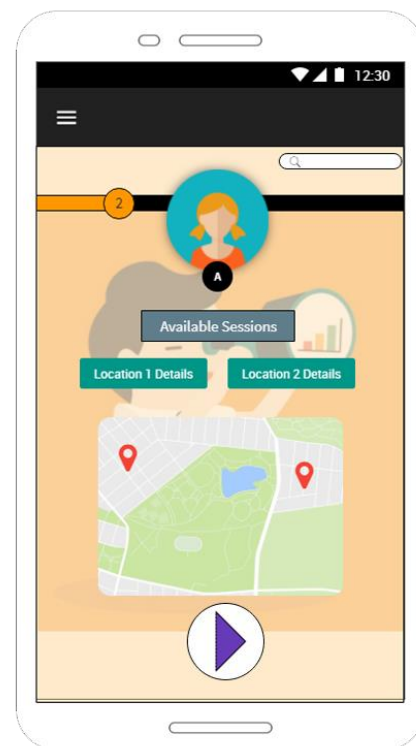 12:30
2
A
Available Sessions
Location 1 Details Location 2 Details